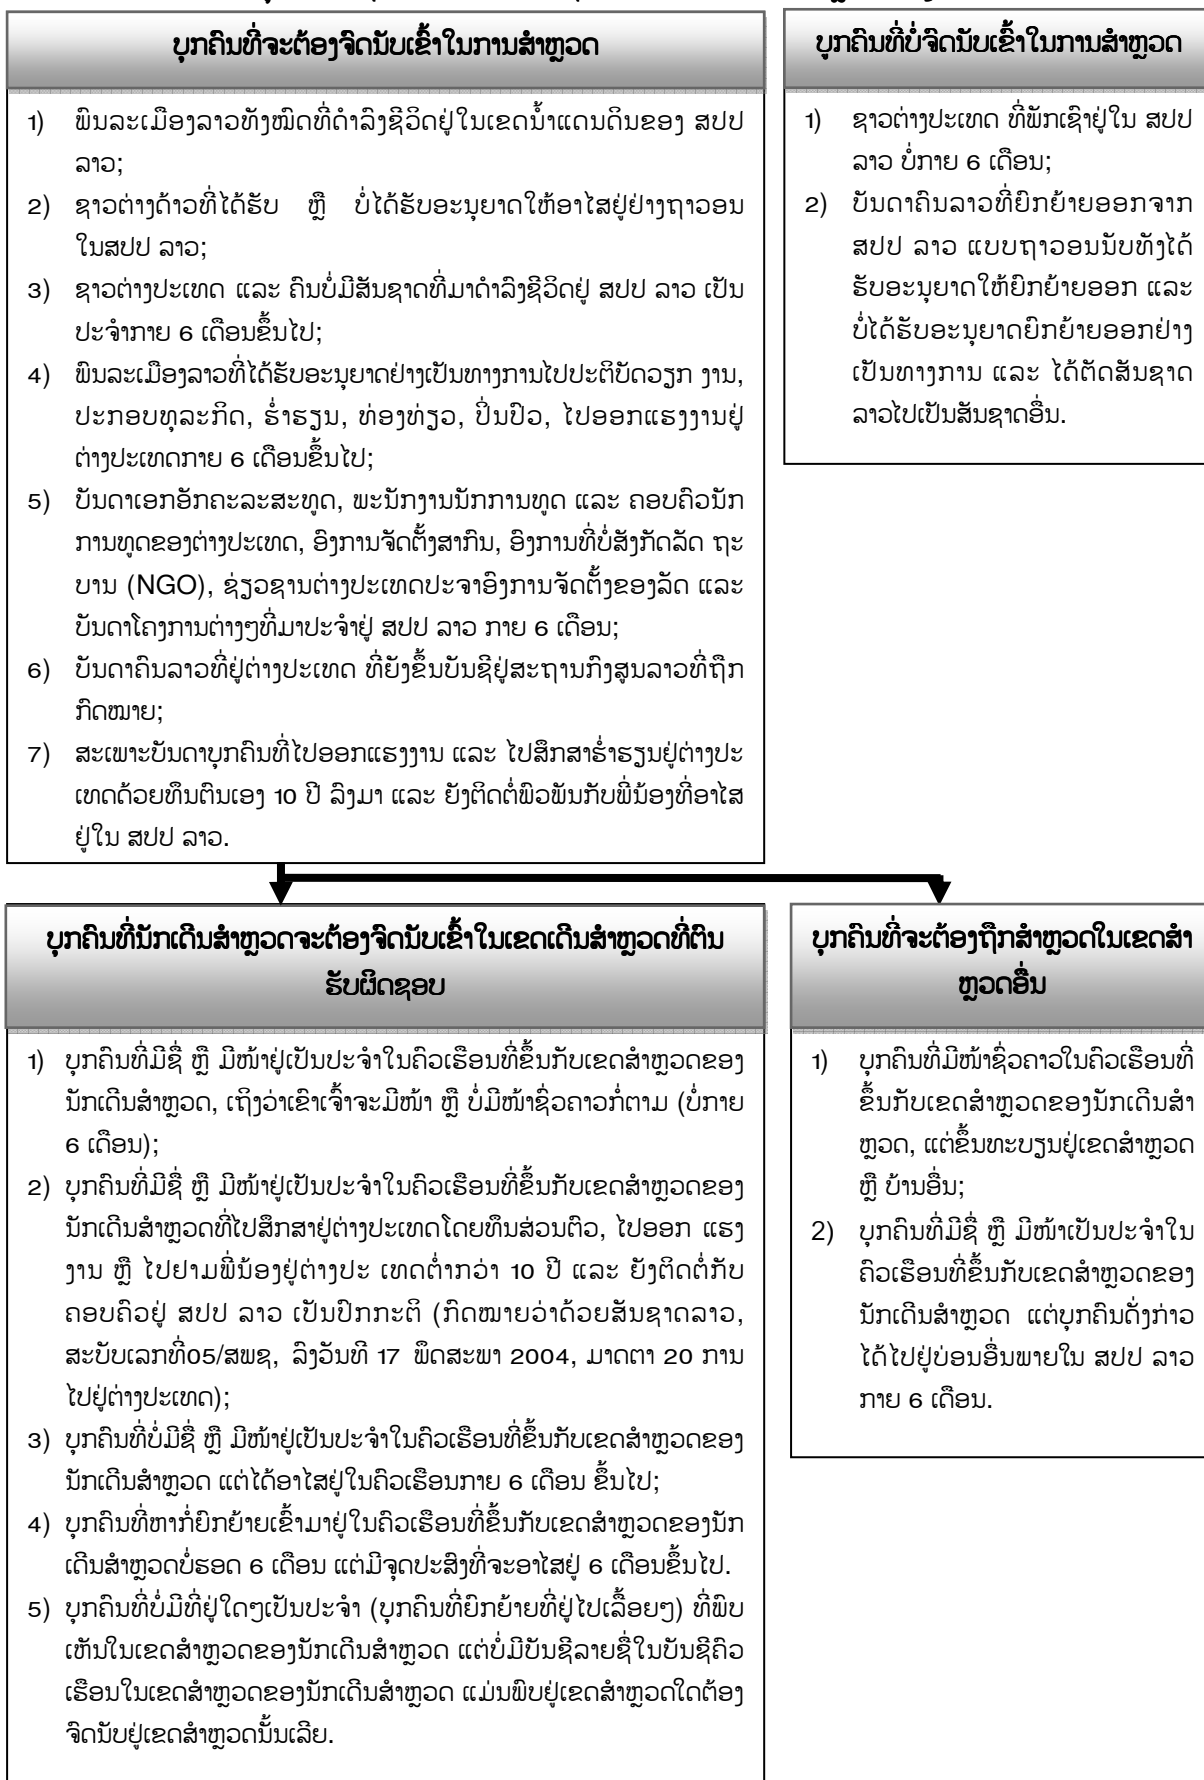 ບຸກຄົນທີ່ຈະຕ້ອງຈົດນັບເຂົ້າໃນການສຳຫຼວດ
1) ພົນລະເມືອງລາວທັງໝົດທີ່ດຳລົງຊີວິດຢູ່ໃນເຂດນ້ຳແດນດິນຂອງ ສປປ
ລາວ;
2) ຊາວຕ່າງດ້າວທີ່ໄດ້ຮັບ ຫຼື ບໍ່ໄດ້ຮັບອະນຸຍາດໃຫ້ອາໄສຢູ່ຢ່າງຖາວອນ
ໃນສປປ ລາວ;
3) ຊາວຕ່າງປະເທດ ແລະ ຄົນບໍ່ມີສັນຊາດທີ່ມາດຳລົງຊີວິດຢູ່ ສປປ ລາວ ເປັນ
ປະຈຳກາຍ 6 ເດືອນຂຶ້ນໄປ;
4) ພົນລະເມືອງລາວທີ່ໄດ້ຮັບອະນຸຍາດຢ່າງເປັນທາງການໄປປະຕິບັດວຽກ ງານ,
ປະກອບທຸລະກິດ, ຮ່ຳຮຽນ, ທ່ອງທ່ຽວ, ປິ່ນປົວ, ໄປອອກແຮງງານຢູ່
ຕ່າງປະເທດກາຍ 6 ເດືອນຂຶ້ນໄປ;
5) ບັນດາເອກອັກຄະລະສະທູດ, ພະນັກງານນັກການທູດ ແລະ ຄອບຄົວນັກ
ການທູດຂອງຕ່າງປະເທດ, ອົງການຈັດຕັ້ງສາກົນ, ອົງການທີ່ບໍ່ສັງກັດລັດ ຖະ
ບານ (NGO), ຊ່ຽວຊານຕ່າງປະເທດປະຈາອົງການຈັດຕັ້ງຂອງລັດ ແລະ
ບັນດາໂຄງການຕ່າງໆທີ່ມາປະຈຳຢູ່ ສປປ ລາວ ກາຍ 6 ເດືອນ;
6) ບັນດາຄົນລາວທີ່ຢູ່ຕ່າງປະເທດ ທີ່ຍັງຂຶ້ນບັນຊີຢູ່ສະຖານກົງສູນລາວທີ່ຖືກ
ກົດໝາຍ;
7) ສະເພາະບັນດາບຸກຄົນທີ່ໄປອອກແຮງງານ ແລະ ໄປສຶກສາຮ່ຳຮຽນຢູ່ຕ່າງປະ
ເທດດ້ວຍທຶນຕົນເອງ 10 ປີ ລົງມາ ແລະ ຍັງຕິດຕໍ່ພົວພັນກັບພີ່ນ້ອງທີ່ອາໄສ
ຢູ່ໃນ ສປປ ລາວ.
ບຸກຄົນທີ່ບໍ່ຈົດນັບເຂົ້າໃນການສຳຫຼວດ
1) ຊາວຕ່າງປະເທດ ທີ່ພັກເຊົາຢູ່ໃນ ສປປ
ລາວ ບໍ່ກາຍ 6 ເດືອນ;
2) ບັນດາຄົນລາວທີ່ຍົກຍ້າຍອອກຈາກ
ສປປ ລາວ ແບບຖາວອນນັບທັງໄດ້
ຮັບອະນຸຍາດໃຫ້ຍົກຍ້າຍອອກ ແລະ
ບໍ່ໄດ້ຮັບອະນຸຍາດຍົກຍ້າຍອອກຢ່າງ
ເປັນທາງການ ແລະ ໄດ້ຕັດສັນຊາດ
ລາວໄປເປັນສັນຊາດອື່ນ.
ບຸກຄົນທີ່ນັກເດີນສຳຫຼວດຈະຕ້ອງຈົດນັບເຂົ້າໃນເຂດເດີນສຳຫຼວດທີ່ຕົນ
ຮັບຜິດຊອບ
1) ບຸກຄົນທີ່ມີຊື່ ຫຼື ມີໜ້າຢູ່ເປັນປະຈຳໃນຄົວເຮືອນທີ່ຂຶ້ນກັບເຂດສຳຫຼວດຂອງ
ນັກເດີນສຳຫຼວດ, ເຖິງວ່າເຂົາເຈົ້າຈະມີໜ້າ ຫຼື ບໍ່ມີໜ້າຊົ່ວຄາວກໍ່ຕາມ (ບໍ່ກາຍ
6 ເດືອນ);
2) ບຸກຄົນທີ່ມີຊື່ ຫຼື ມີໜ້າຢູ່ເປັນປະຈຳໃນຄົວເຮືອນທີ່ຂຶ້ນກັບເຂດສຳຫຼວດຂອງ
ນັກເດີນສຳຫຼວດທີ່ໄປສຶກສາຢູ່ຕ່າງປະເທດໂດຍທຶນສ່ວນຕົວ, ໄປອອກ ແຮງ
ງານ ຫຼື ໄປຢາມພີ່ນ້ອງຢູ່ຕ່າງປະ ເທດຕ່ຳກວ່າ 10 ປີ ແລະ ຍັງຕິດຕໍ່ກັບ
ຄອບຄົວຢູ່ ສປປ ລາວ ເປັນປົກກະຕິ (ກົດໝາຍວ່າດ້ວຍສັນຊາດລາວ,
ສະບັບເລກທີ່05/ສພຊ, ລົງວັນທີ 17 ພຶດສະພາ 2004, ມາດຕາ 20 ການ
ໄປຢູ່ຕ່າງປະເທດ);
3) ບຸກຄົນທີ່ບໍ່ມີຊື່ ຫຼື ມີໜ້າຢູ່ເປັນປະຈຳໃນຄົວເຮືອນທີ່ຂຶ້ນກັບເຂດສຳຫຼວດຂອງ
ນັກເດີນສຳຫຼວດ ແຕ່ໄດ້ອາໄສຢູ່ໃນຄົວເຮືອນກາຍ 6 ເດືອນ ຂຶ້ນໄປ;
4) ບຸກຄົນທີ່ຫາກໍ່ຍົກຍ້າຍເຂົ້າມາຢູ່ໃນຄົວເຮືອນທີ່ຂຶ້ນກັບເຂດສຳຫຼວດຂອງນັກ
ເດີນສຳຫຼວດບໍ່ຮອດ 6 ເດືອນ ແຕ່ມີຈຸດປະສົງທີ່ຈະອາໄສຢູ່ 6 ເດືອນຂຶ້ນໄປ.
5) ບຸກຄົນທີ່ບໍ່ມີທີ່ຢູ່ໃດໆເປັນປະຈຳ (ບຸກຄົນທີ່ຍົກຍ້າຍທີ່ຢູ່ໄປເລື້ອຍໆ) ທີ່ພົບ
ເຫັນໃນເຂດສຳຫຼວດຂອງນັກເດີນສຳຫຼວດ ແຕ່ບໍ່ມີບັນຊີລາຍຊື່ໃນບັນຊີຄົວ
ເຮືອນໃນເຂດສຳຫຼວດຂອງນັກເດີນສຳຫຼວດ ແມ່ນພົບຢູ່ເຂດສຳຫຼວດໃດຕ້ອງ
ຈົດນັບຢູ່ເຂດສຳຫຼວດນັ້ນເລີຍ.
ບຸກຄົນທີ່ຈະຕ້ອງຖືກສຳຫຼວດໃນເຂດສຳ
ຫຼວດອື່ນ
1) ບຸກຄົນທີ່ມີໜ້າຊົ່ວຄາວໃນຄົວເຮືອນທີ່
ຂຶ້ນກັບເຂດສຳຫຼວດຂອງນັກເດີນສຳ
ຫຼວດ, ແຕ່ຂຶ້ນທະບຽນຢູ່ເຂດສຳຫຼວດ
ຫຼື ບ້ານອື່ນ;
2) ບຸກຄົນທີ່ມີຊື່ ຫຼື ມີໜ້າເປັນປະຈຳໃນ
ຄົວເຮືອນທີ່ຂຶ້ນກັບເຂດສຳຫຼວດຂອງ
ນັກເດີນສຳຫຼວດ ແຕ່ບຸກຄົນດັ່ງກ່າວ
ໄດ້ໄປຢູ່ບ່ອນອື່ນພາຍໃນ ສປປ ລາວ
ກາຍ 6 ເດືອນ.